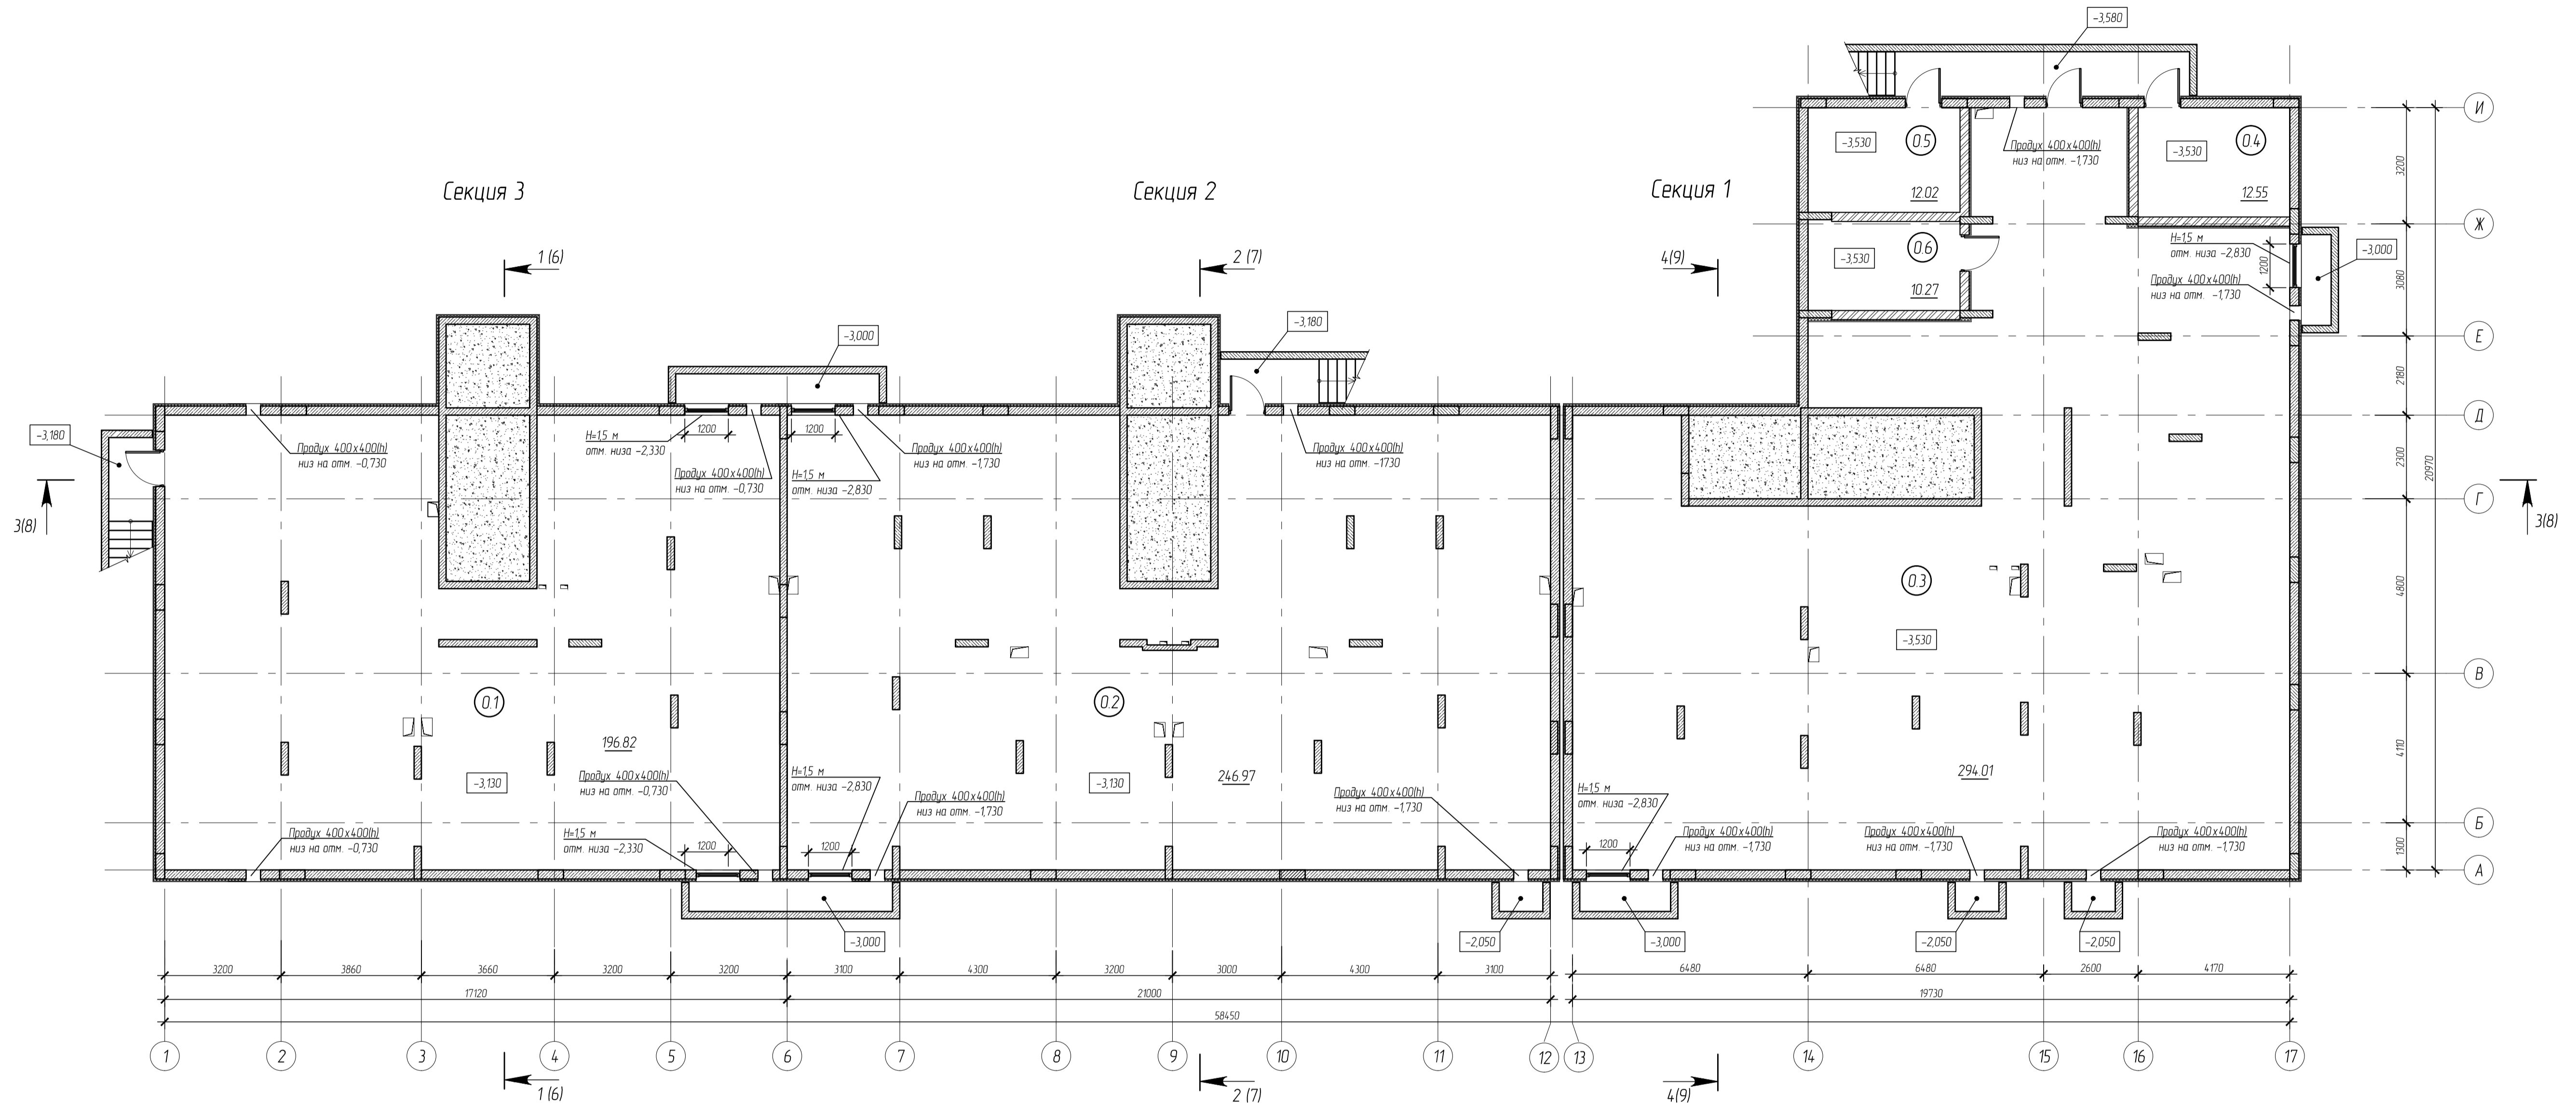 −3,580
И
0.5
0.4
−3,530
Продух 400х400(h)
низ на отм. −1,730
−3,530
3200
Секция 3
Секция 2
Секция 1
12.02
12.55
Ж
1 (6)
2 (7)
4(9)
0.6
−3,530
H=1,5 м
отм. низа −2,830
1200
−3,000
3080
Продух 400х400(h)
низ на отм. −1,730
10.27
−3,000
−3,180
Е
2180
20970
Д
−3,180
Продух 400х400(h)
низ на отм. −0,730
H=1,5 м
отм. низа −2,330
1200
Продух 400х400(h)
низ на отм. −0,730
1200
H=1,5 м
отм. низа −2,830
Продух 400х400(h)
низ на отм. −1,730
Продух 400х400(h)
низ на отм. −1730
2300
Г
3(8)
3(8)
0.3
4800
−3,530
В
0.1
0.2
196.82
−3,130
Продух 400х400(h)
низ на отм. −0,730
H=1,5 м
отм. низа −2,830
−3,130
246.97
294.01
4110
Продух 400х400(h)
низ на отм. −1,730
Продух 400х400(h)
низ на отм. −1,730
H=1,5 м
отм. низа −2,830
Б
Продух 400х400(h)
низ на отм. −0,730
H=1,5 м
отм. низа −2,330
1200
1200
1200
Продух 400х400(h)
низ на отм. −1,730
Продух 400х400(h)
низ на отм. −1,730
Продух 400х400(h)
низ на отм. −1,730
1300
А
−3,000
−2,050
−3,000
−2,050
−2,050
3200 3860 3660 3200 3200 3100 4300 3200 3000 4300 3100 6480 6480 2600 4170
17120 21000 19730
58450
1 2 3 4 5 6 7 8 9 10 11 12 13 14 15 16 17
1 (6)
2 (7)
4(9)